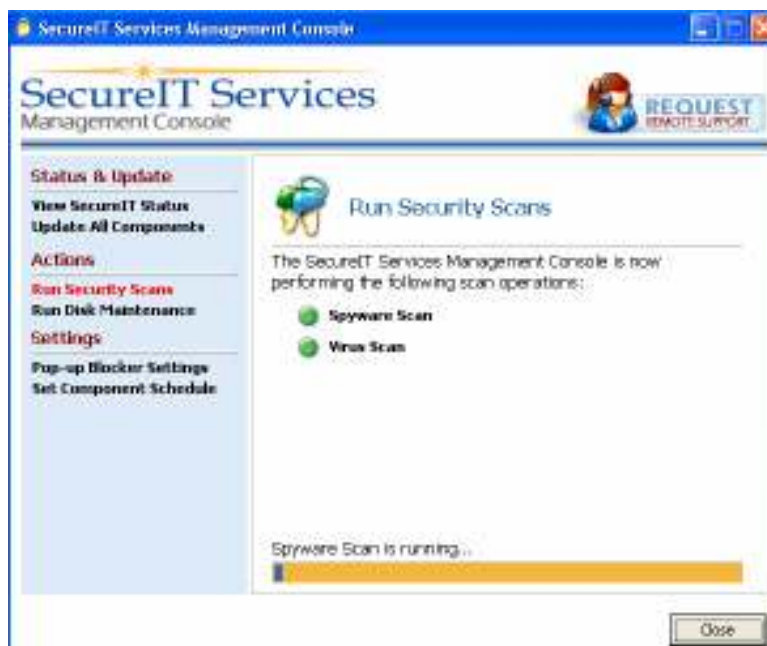 SecureIT Services Management Console
SecureIT Services
Management Console
REQUEST
REMOTE SUPPORT
Status & Update
View SecureIT Status
Update All Components
Actions
Run Security Scans
Run Disk Maintenance
Settings
Pop-up Blocker Settings
Set Component Schedule
Run Security Scans
The SecureIT Services Management Console is now
performing the following scan operations:
Spyware Scan
Virus Scan
Spyware Scan is running...
Close